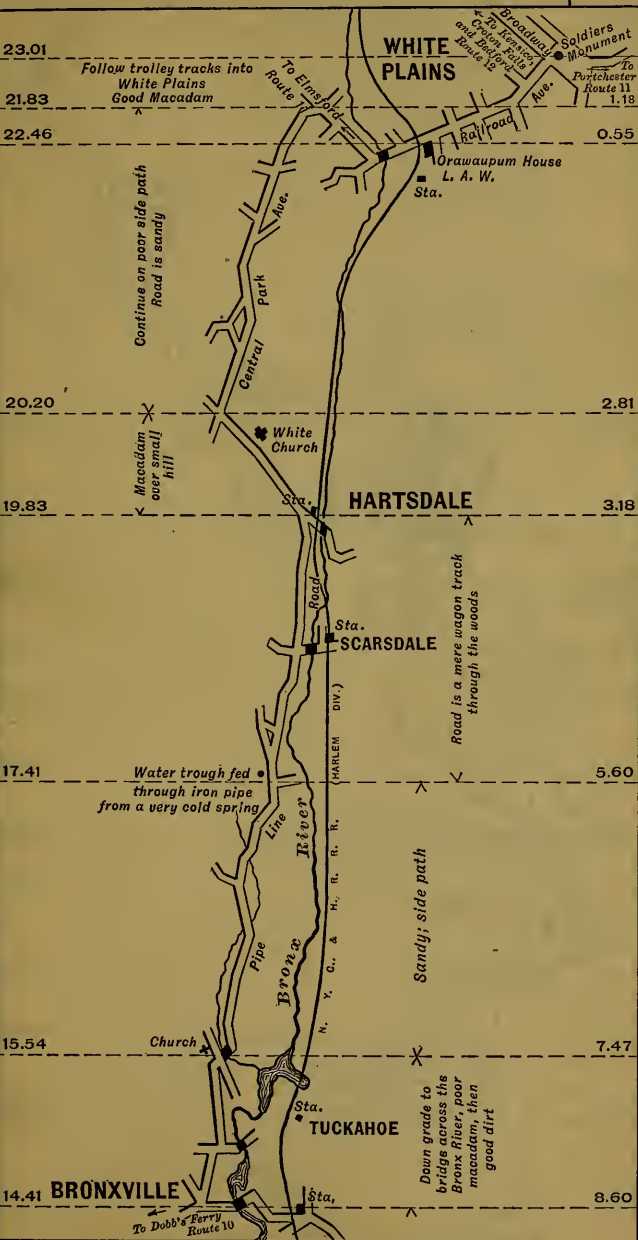 23.01
WHITE
PLAINS
← To Kensico
Croton Falls
and Bedford
Route 12
Broadway
Soldiers
Monument
Follow trolley tracks into
White Plains
Good Macadam
To Elmsford
Route 1
To
Portchester
Route 11
21.83
1.18
22.46
0.55
Railroad
Ave.
Orawaupum House
L. A. W.
Sta.
Continue on poor side path
Road is sandy
Central
Park
Ave.
20.20
2.81
Macadam
over small
hill
White
Church
Sta.
HARTSDALE
19.83
3.18
Road is a mere wagon track
through the woods
Sta.
SCARSDALE
Pipe
Line
Road
17.41
5.60
Water trough fed
through iron pipe
from a very cold spring
Bronx
River
N. Y. C. & H. R. R. R.
(HARLEM DIV.)
Sandy; side path
Church
15.54
7.47
Down grade to
bridge across the
Bronx River, poor
macadam, then
good dirt
Sta.
TUCKAHOE
BRONXVILLE
Sta.
14.41
8.60
To Dobb's Ferry
Route 10